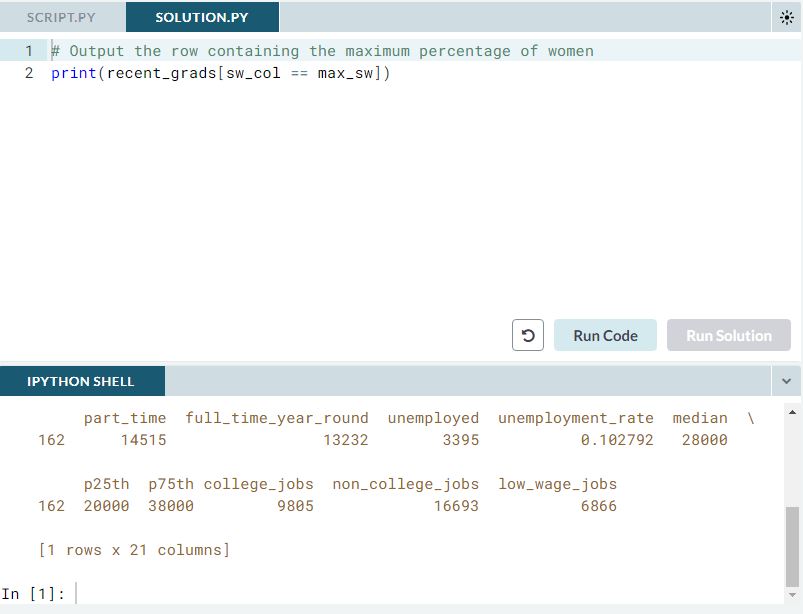 SCRIPT.PY SOLUTION.PY
1 # Output the row containing the maximum percentage of women
2 print(recent_grads[sw_col == max_sw])
Run Code Run Solution
IPYTHON SHELL
part_time full_time_year_round unemployed unemployment_rate median \
162 14515 13232 3395 0.102792 28000
p25th p75th college_jobs non_college_jobs low_wage_jobs
162 20000 38000 9805 16693 6866
[1 rows x 21 columns]
In [1]: